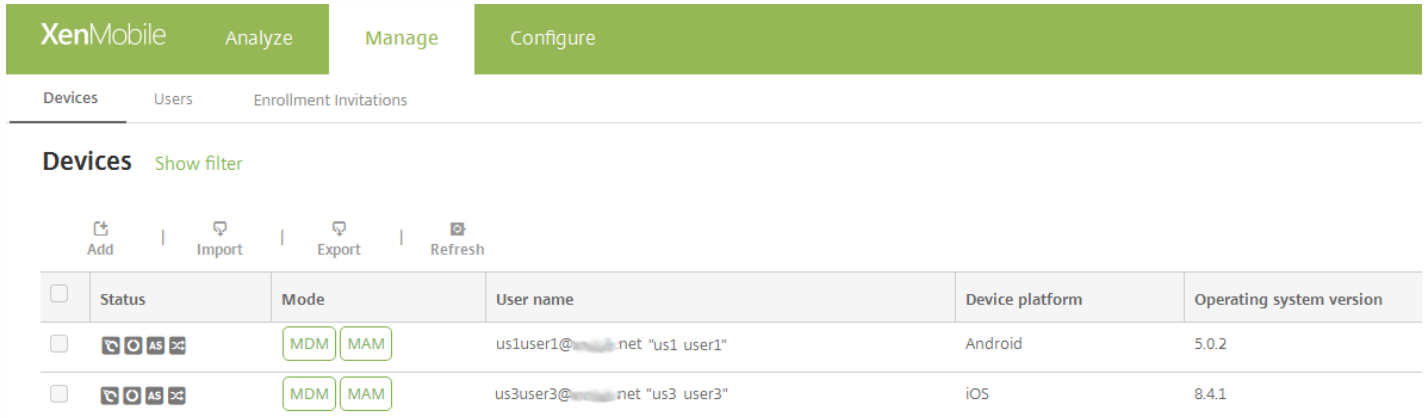 XenMobile Analyze Manage Configure
Devices Users Enrollment Invitations
Devices Show filter
Add | Import | Export | Refresh
Status Mode User name Device platform Operating system version
AS MDM MAM us1user1@ .net "us1 user1" Android 5.0.2
AS MDM MAM us3user3@ .net "us3 user3" iOS 8.4.1